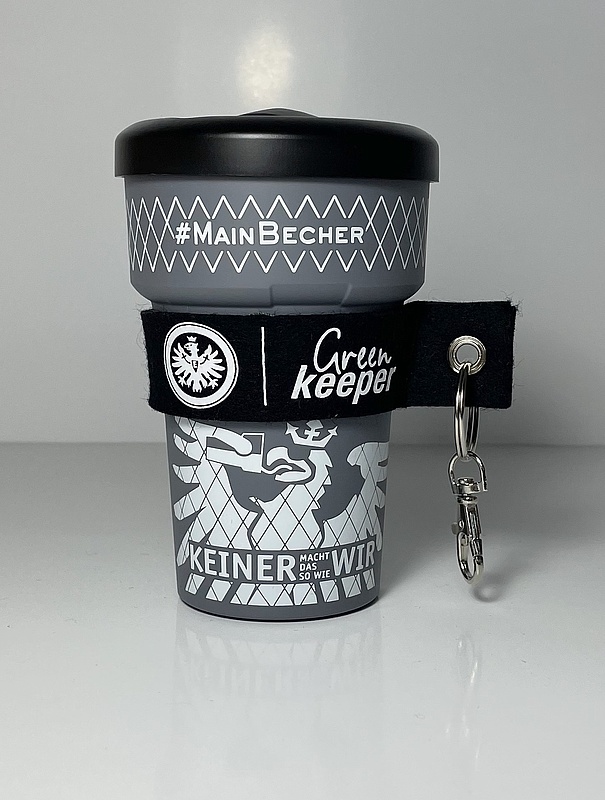 #MainBecher
Green
keeper
KEINER MACHT DAS SO WIE WIR